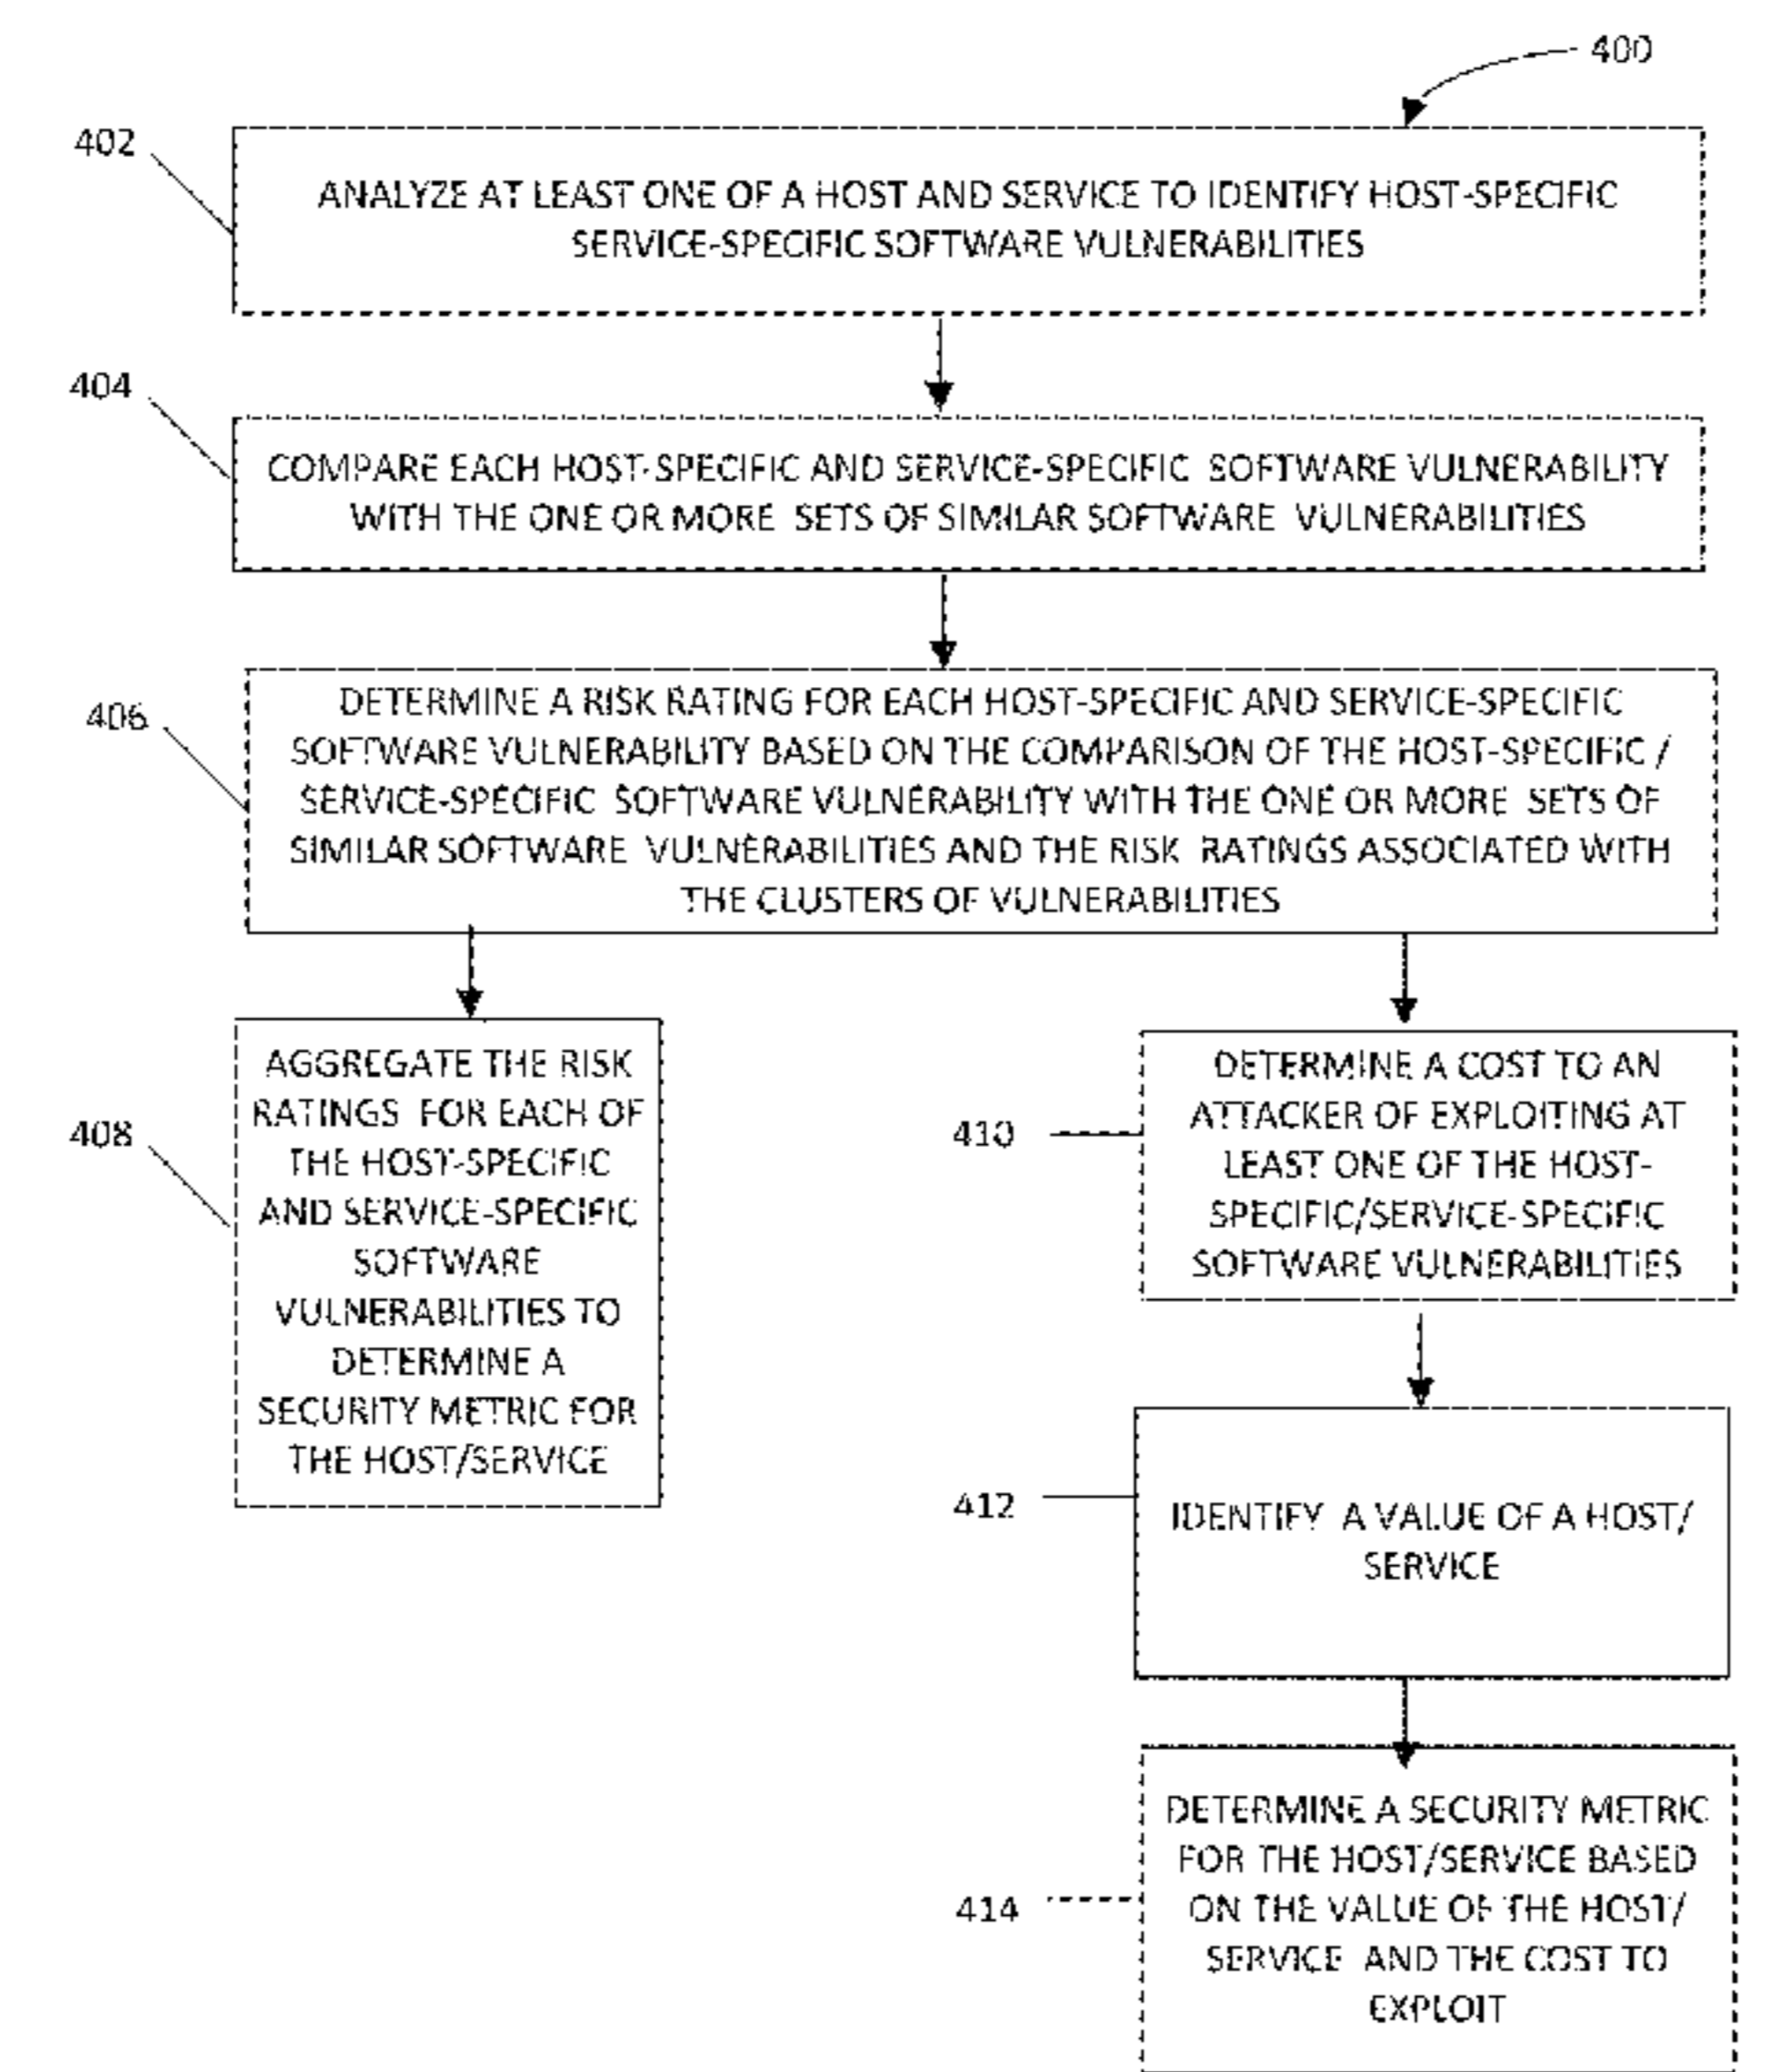 400
402
ANALYZE AT LEAST ONE OF A HOST AND SERVICE TO IDENTIFY HOST-SPECIFIC
SERVICE-SPECIFIC SOFTWARE VULNERABILITIES
404
COMPARE EACH HOST-SPECIFIC AND SERVICE-SPECIFIC SOFTWARE VULNERABILITY
WITH THE ONE OR MORE SETS OF SIMILAR SOFTWARE VULNERABILITIES
406
DETERMINE A RISK RATING FOR EACH HOST-SPECIFIC AND SERVICE-SPECIFIC
SOFTWARE VULNERABILITY BASED ON THE COMPARISON OF THE HOST-SPECIFIC /
SERVICE-SPECIFIC SOFTWARE VULNERABILITY WITH THE ONE OR MORE SETS OF
SIMILAR SOFTWARE VULNERABILITIES AND THE RISK RATINGS ASSOCIATED WITH
THE CLUSTERS OF VULNERABILITIES
408
AGGREGATE THE RISK
RATINGS FOR EACH OF
THE HOST-SPECIFIC
AND SERVICE-SPECIFIC
SOFTWARE
VULNERABILITIES TO
DETERMINE A
SECURITY METRIC FOR
THE HOST/SERVICE
410
DETERMINE A COST TO AN
ATTACKER OF EXPLOITING AT
LEAST ONE OF THE HOST-
SPECIFIC/SERVICE-SPECIFIC
SOFTWARE VULNERABILITIES
412
IDENTIFY A VALUE OF A HOST/
SERVICE
414
DETERMINE A SECURITY METRIC
FOR THE HOST/SERVICE BASED
ON THE VALUE OF THE HOST/
SERVICE AND THE COST TO
EXPLOIT